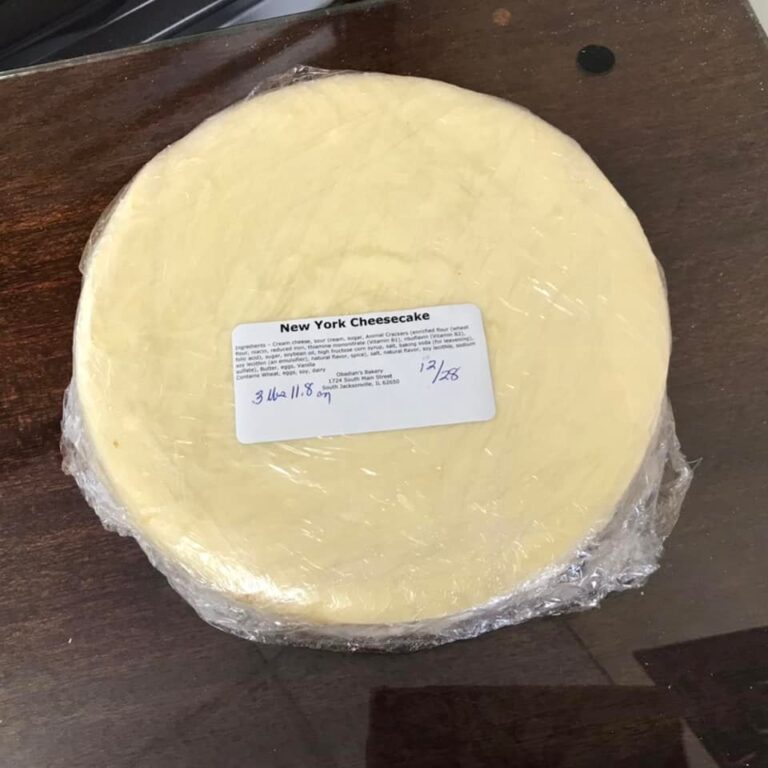 New York Cheesecake
Ingredients - Cream cheese, sour cream, sugar, Animal Crackers (enriched flour (wheat
flour, niacin, reduced iron, thiamine mononitrate (Vitamin B1), riboflavin (Vitamin B2),
folic acid), sugar, soybean oil, high fructose corn syrup, salt, baking soda (for leavening),
soy lecithin (an emulsifier), natural flavor, spice), salt, natural flavor, soy lecithin, sodium
sulfate), Butter, eggs, Vanilla
Contains Wheat, eggs, soy, dairy
Obadian's Bakery
1724 South Main Street
South Jacksonville, IL 62650
3 lbs 11.8 oz
12/28